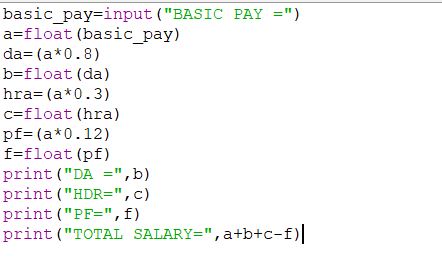 basic_pay=input("BASIC PAY =")
a=float(basic_pay)
da=(a*0.8)
b=float(da)
hra=(a*0.3)
c=float(hra)
pf=(a*0.12)
f=float(pf)
print("DA =",b)
print("HDR=",c)
print("PF=",f)
print("TOTAL SALARY=",a+b+c-f)